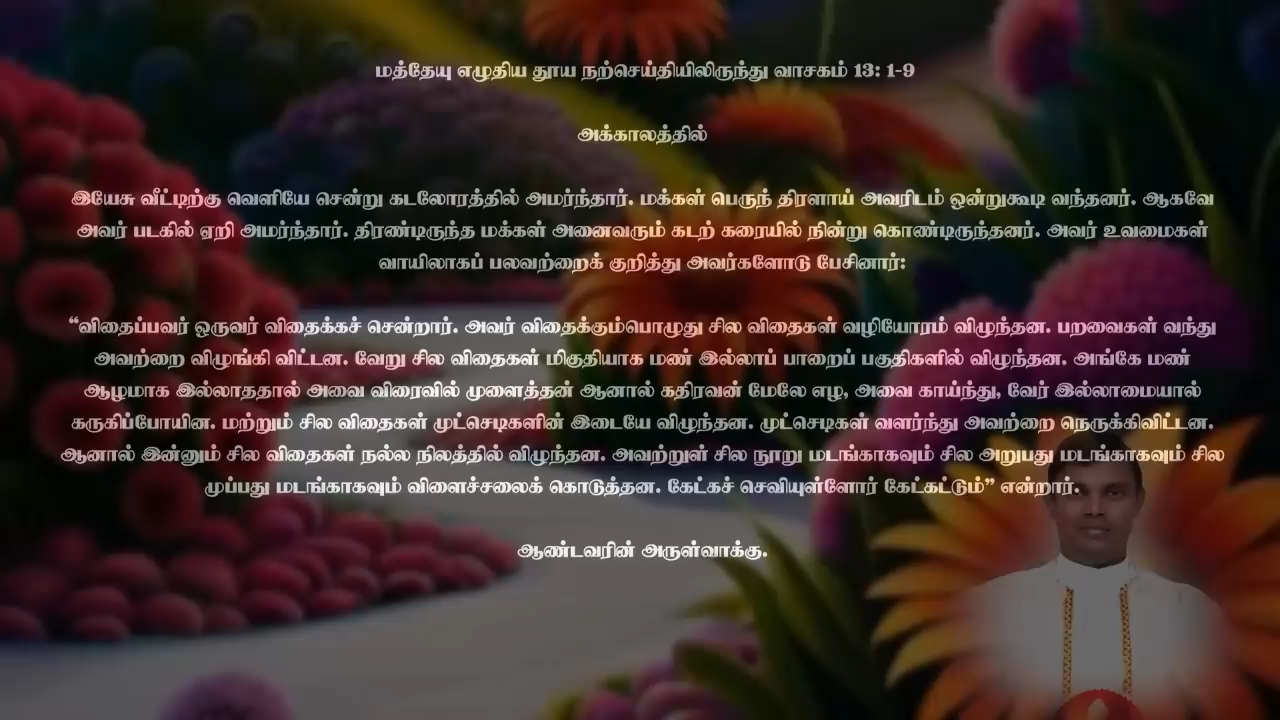 மத்தேயு எழுதிய தூய நற்செய்தியிலிருந்து வாசகம் 13: 1-9
அக்காலத்தில்
இயேசு வீட்டிற்கு வெளியே சென்று கடலோரத்தில் அமர்ந்தார். மக்கள் பெருந் திரளாய் அவரிடம் ஒன்றுகூடி வந்தனர். ஆகவே
அவர் படகில் ஏறி அமர்ந்தார். திரண்டிருந்த மக்கள் அனைவரும் கடற் கரையில் நின்று கொண்டிருந்தனர். அவர் உவமைகள்
வாயிலாகப் பலவற்றைக் குறித்து அவர்களோடு பேசினார்:
“விதைப்பவர் ஒருவர் விதைக்கச் சென்றார். அவர் விதைக்கும்பொழுது சில விதைகள் வழியோரம் விழுந்தன. பறவைகள் வந்து
அவற்றை விழுங்கி விட்டன. வேறு சில விதைகள் மிகுதியாக மண் இல்லாப் பாறைப் பகுதிகளில் விழுந்தன. அங்கே மண்
ஆழமாக இல்லாததால் அவை விரைவில் முளைத்தன் ஆனால் கதிரவன் மேலே எழ, அவை காய்ந்து, வேர் இல்லாமையால்
கருகிப்போயின. மற்றும் சில விதைகள் முட்செடிகளின் இடையே விழுந்தன. முட்செடிகள் வளர்ந்து அவற்றை நெருக்கிவிட்டன.
ஆனால் இன்னும் சில விதைகள் நல்ல நிலத்தில் விழுந்தன. அவற்றுள் சில நூறு மடங்காகவும் சில அறுபது மடங்காகவும் சில
முப்பது மடங்காகவும் விளைச்சலைக் கொடுத்தன. கேட்கச் செவியுள்ளோர் கேட்கட்டும்” என்றார்.
ஆண்டவரின் அருள்வாக்கு.